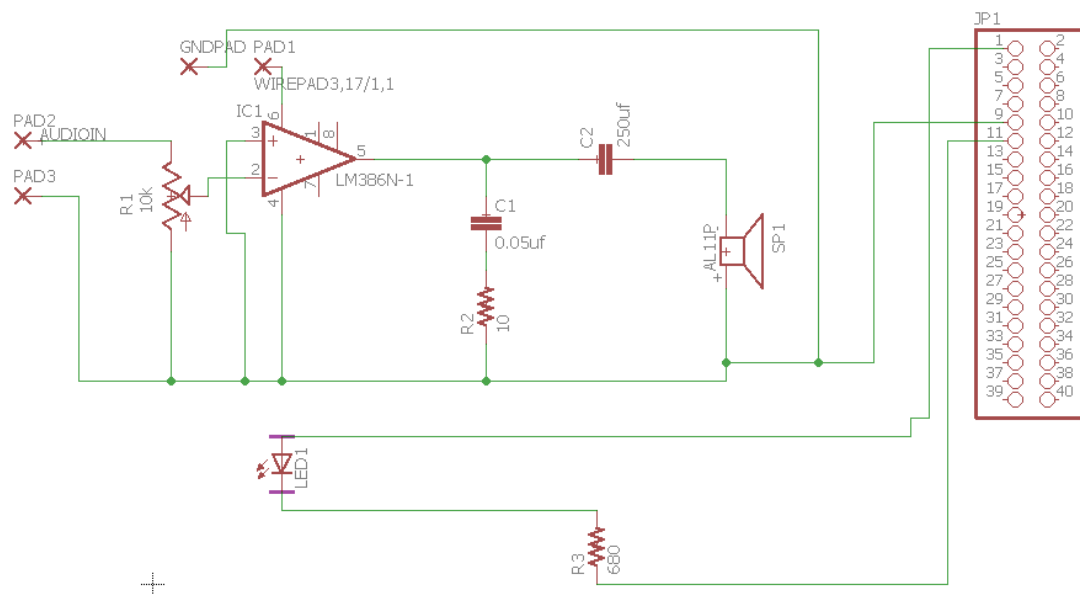 JP1
GNDPAD PAD1
WIREPAD3,17/1,1
PAD2
AUDIOIN
PAD3
IC1
6
3
1
8
+
5
2
-
7
4
LM386N-1
R1
10k
C2
250uf
C1
0.05uf
R2
10
AL11P
+
SP1
LED1
R3
680
1 2
3 4
5 6
7 8
9 10
11 12
13 14
15 16
17 18
19 20
21 22
23 24
25 26
27 28
29 30
31 32
33 34
35 36
37 38
39 40